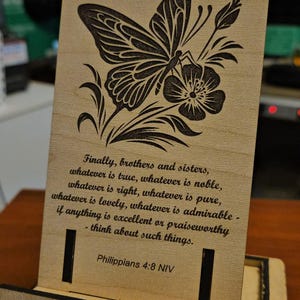 Finally, brothers and sisters,
whatever is true, whatever is noble,
whatever is right, whatever is pure,
whatever is lovely, whatever is admirable -
if anything is excellent or praiseworthy
- think about such things.
Philippians 4:8 NIV